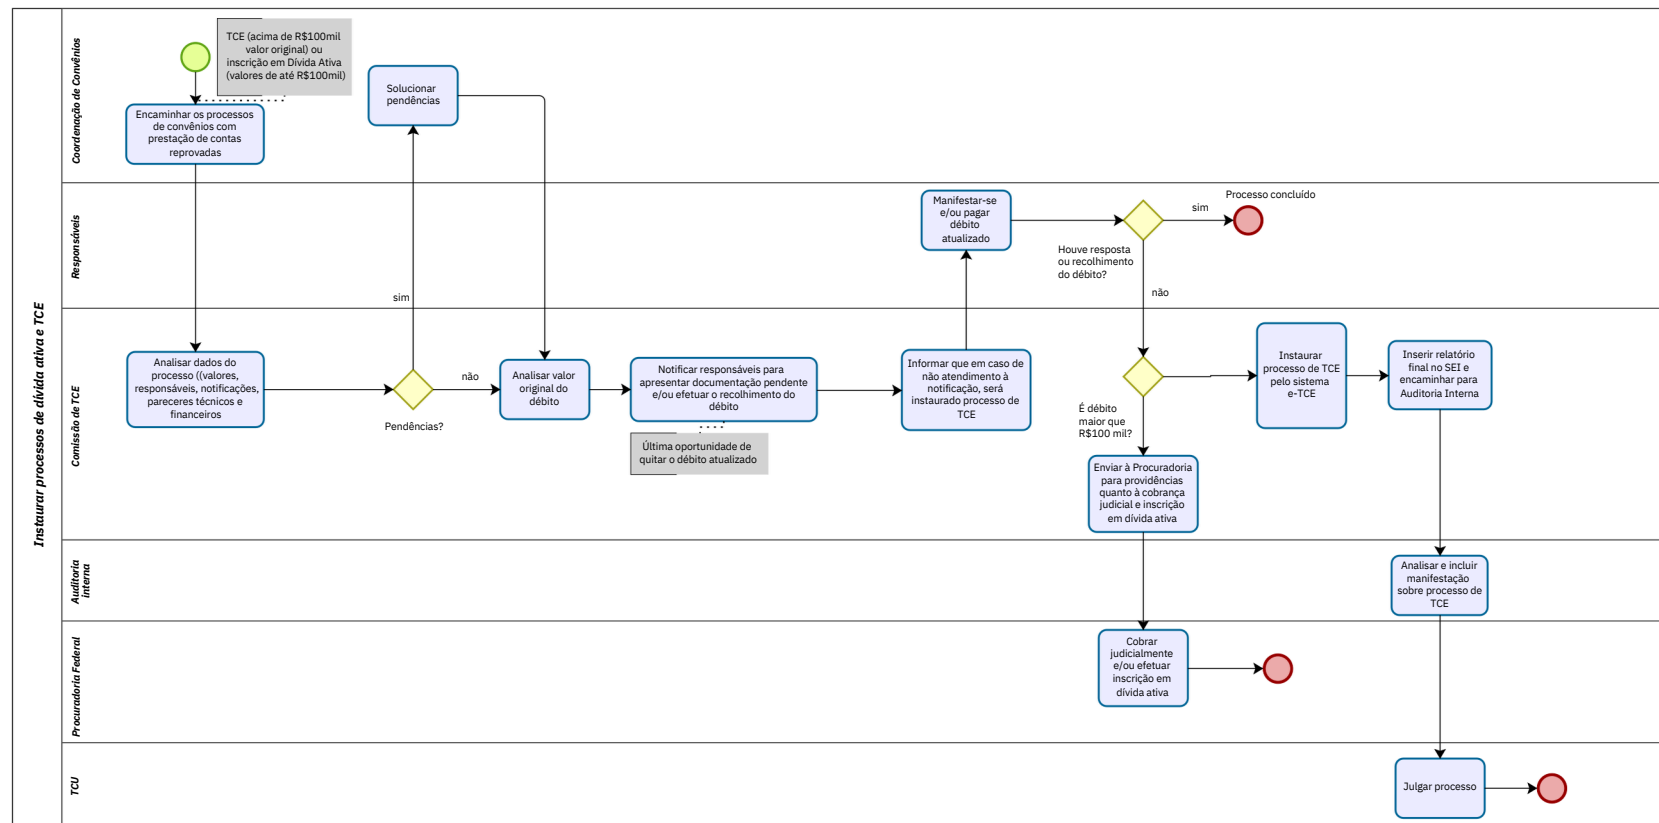 Instaurar processos de dívida ativa e TCE
Coordenação de Convênios
TCE (acima de R$100mil
valor original) ou
inscrição em Dívida Ativa
(valores de até R$100mil)
Encaminhar os processos
de convênios com
prestação de contas
reprovadas
Solucionar
pendências
Responsáveis
Manifestar-se
e/ou pagar
débito
atualizado
Houve resposta
ou recolhimento
do débito?
sim
Processo concluído
não
sim
Comissão de TCE
Analisar dados do
processo ((valores,
responsáveis, notificações,
pareceres técnicos e
financeiros
Pendências?
não
Analisar valor
original do
débito
Notificar responsáveis para
apresentar documentação pendente
e/ou efetuar o recolhimento do
débito
Última oportunidade de
quitar o débito atualizado
Informar que em caso de
não atendimento à
notificação, será
instaurado processo de
TCE
É débito
maior que
R$100 mil?
Instaurar
processo de TCE
pelo sistema
e-TCE
Inserir relatório
final no SEI e
encaminhar para
Auditoria Interna
Enviar à Procuradoria
para providências
quanto à cobrança
judicial e inscrição
em dívida ativa
Auditoria
interna
Analisar e incluir
manifestação
sobre processo de
TCE
Procuradoria Federal
Cobrar
judicialmente
e/ou efetuar
inscrição em
dívida ativa
TCU
Julgar processo